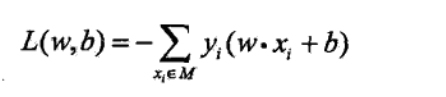 L(w,b) = -∑_{x_i∈M} y_i(w•x_i + b)